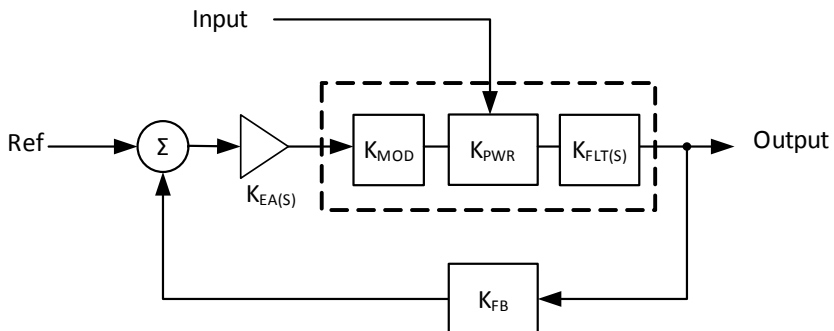 Input
Ref
Σ
K_EA(S)
K_MOD
K_PWR
K_FLT(S)
Output
K_FB